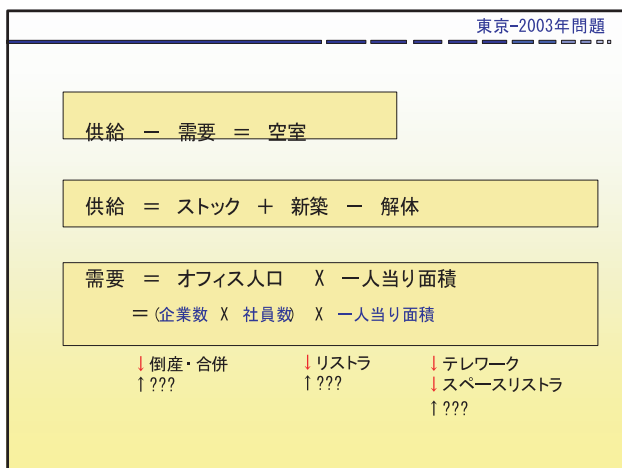 東京-2003年問題
供給 － 需要 ＝ 空室
供給 ＝ ストック ＋ 新築 － 解体
需要 ＝ オフィス人口 X 一人当り面積
＝ (企業数 X 社員数) X 一人当り面積
↓倒産・合併 ↓リストラ ↓テレワーク
↑??? ↑??? ↓スペースリストラ
↑???